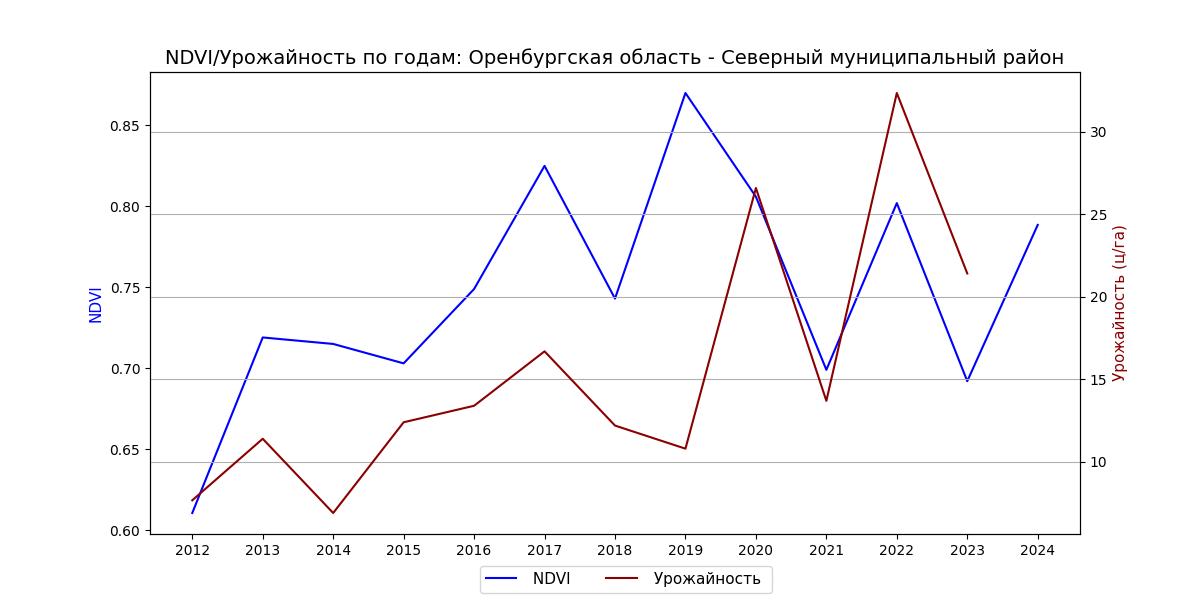 NDVI/Урожайность по годам: Оренбургская область - Северный муниципальный район
NDVI
0.85
0.80
0.75
0.70
0.65
0.60
30
25
20
15
10
Урожайность (ц/га)
2012 2013 2014 2015 2016 2017 2018 2019 2020 2021 2022 2023 2024
NDVI Урожайность